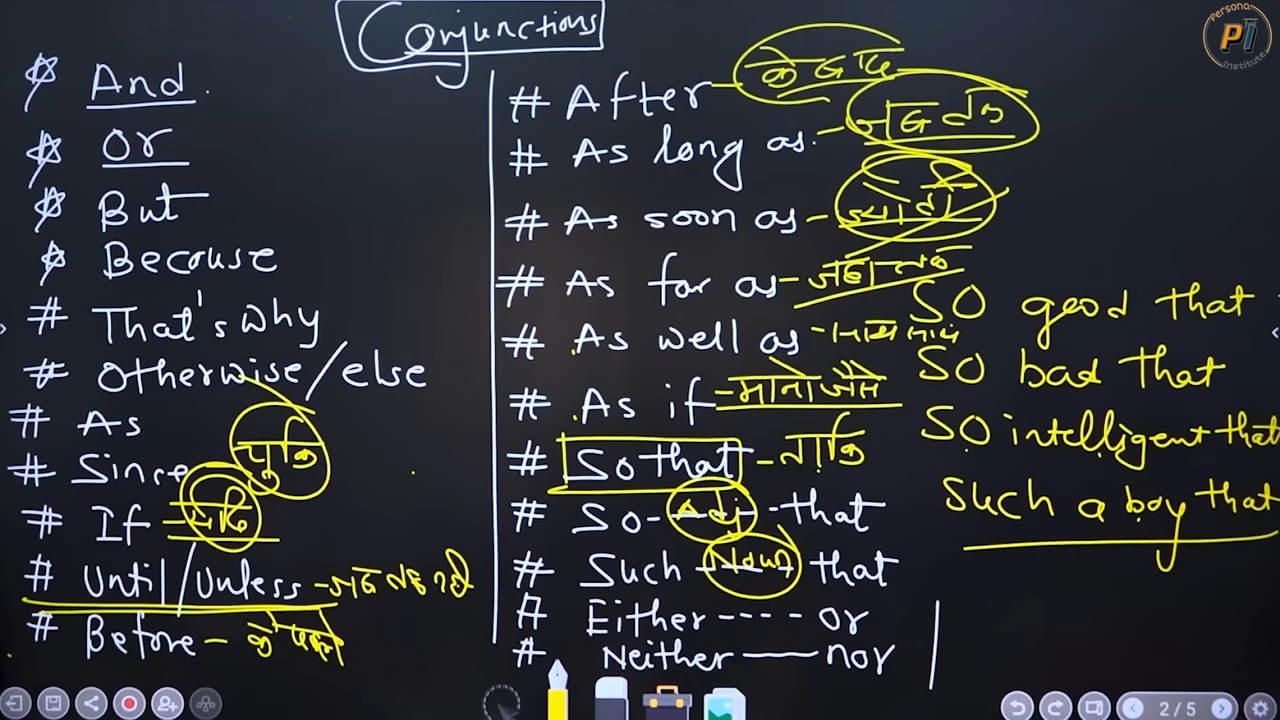 Conjunctions
Persona
PI
Institute
And.
Or
But
Because
# That's why
# Otherwise/else
# As
# Since चुकि
# If - यदि
# Until/Unless - जब तक नहीं
# Before - के पहले
# After - के बाद
# As long as - जब तक
# As soon as - ज्यो ही
# As far as - जहा तक
# As well as - साथ साथ
# As if - मानो जैसे
# So that - ताकि
# So - Adj - - that
# Such - Noun - that
# Either ---- or
# Neither —— nor
SO good that
SO bad that
SO intelligent that
Such a boy that
2/5